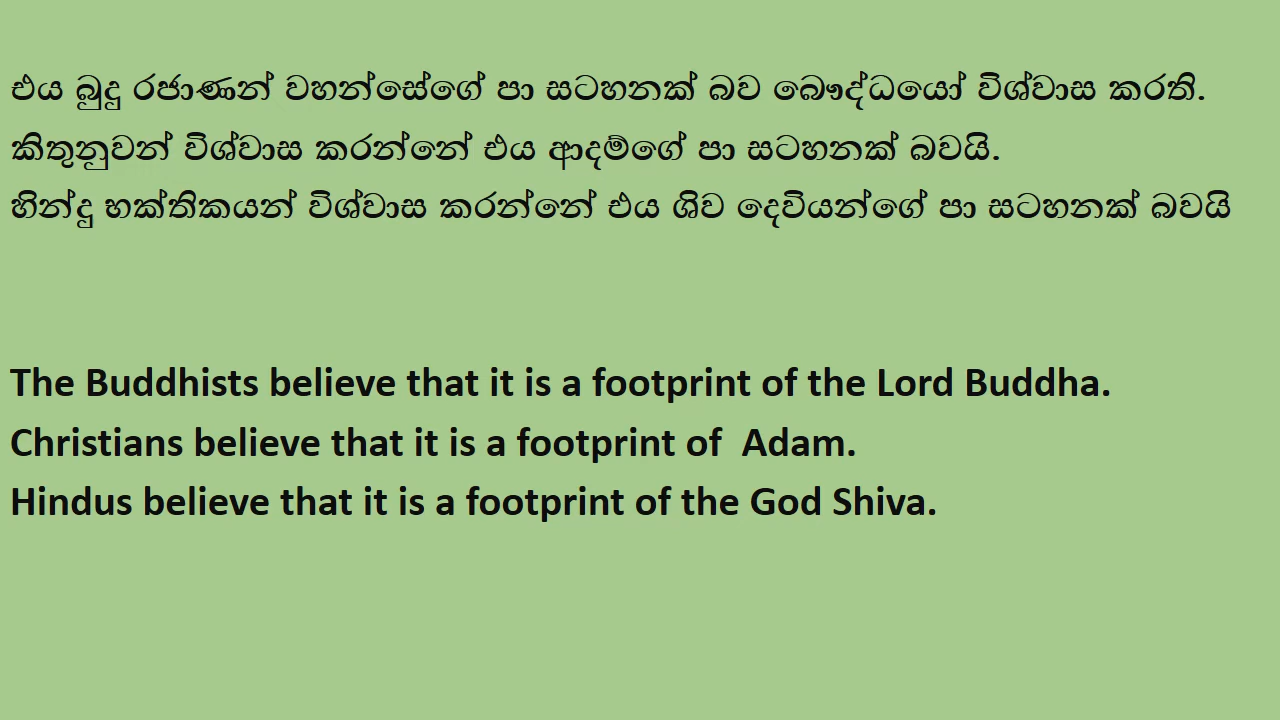 එය බුදු රජාණන් වහන්සේගේ පා සටහනක් බව බෞද්ධයෝ විශ්වාස කරති.
කිතුනුවන් විශ්වාස කරන්නේ එය ආදම්ගේ පා සටහනක් බවයි.
හින්දු භක්තිකයන් විශ්වාස කරන්නේ එය ශිව දෙවියන්ගේ පා සටහනක් බවයි
The Buddhists believe that it is a footprint of the Lord Buddha.
Christians believe that it is a footprint of  Adam.
Hindus believe that it is a footprint of the God Shiva.